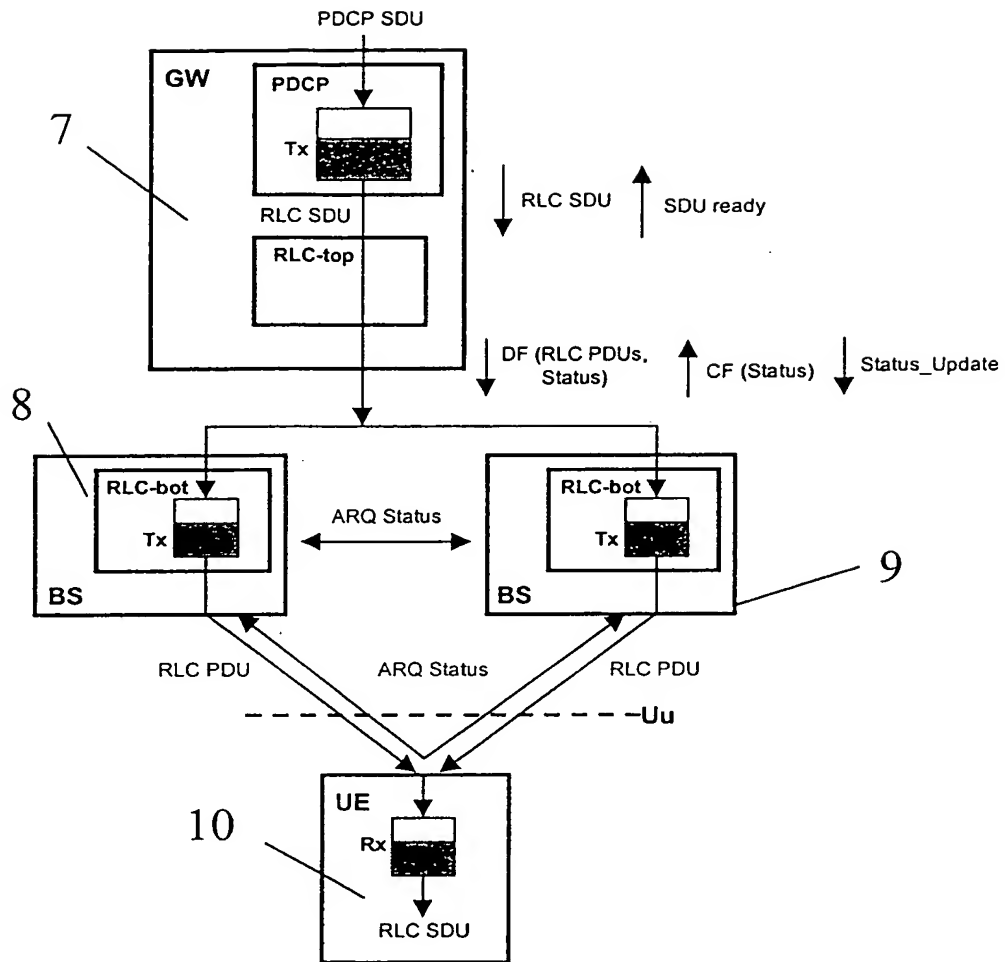 PDCP SDU
GW
PDCP
7
Tx
RLC SDU
SDU ready
RLC SDU
RLC-top
DF (RLC PDUs,
Status)
CF (Status)
Status_Update
8
RLC-bot
RLC-bot
ARQ Status
Tx
Tx
9
BS
BS
RLC PDU
ARQ Status
RLC PDU
Uu
UE
10
Rx
RLC SDU